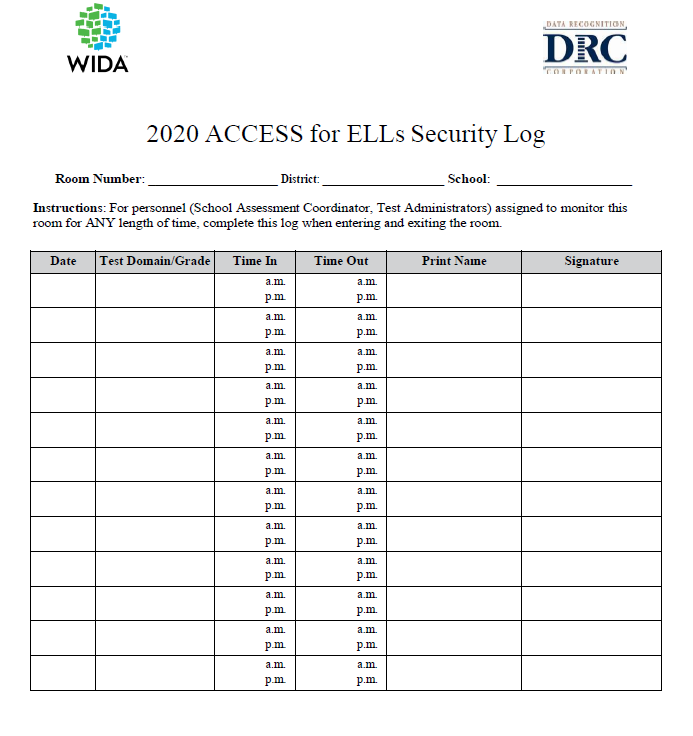 WIDA
DATA RECOGNITION
DRC
CORPORATION
2020 ACCESS for ELLs Security Log
Room Number: ____________________ District: ___________________ School: _____________________
Instructions: For personnel (School Assessment Coordinator, Test Administrators) assigned to monitor this
room for ANY length of time, complete this log when entering and exiting the room.
Date Test Domain/Grade Time In Time Out Print Name Signature
a.m. a.m.
p.m. p.m.
a.m. a.m.
p.m. p.m.
a.m. a.m.
p.m. p.m.
a.m. a.m.
p.m. p.m.
a.m. a.m.
p.m. p.m.
a.m. a.m.
p.m. p.m.
a.m. a.m.
p.m. p.m.
a.m. a.m.
p.m. p.m.
a.m. a.m.
p.m. p.m.
a.m. a.m.
p.m. p.m.
a.m. a.m.
p.m. p.m.
a.m. a.m.
p.m. p.m.